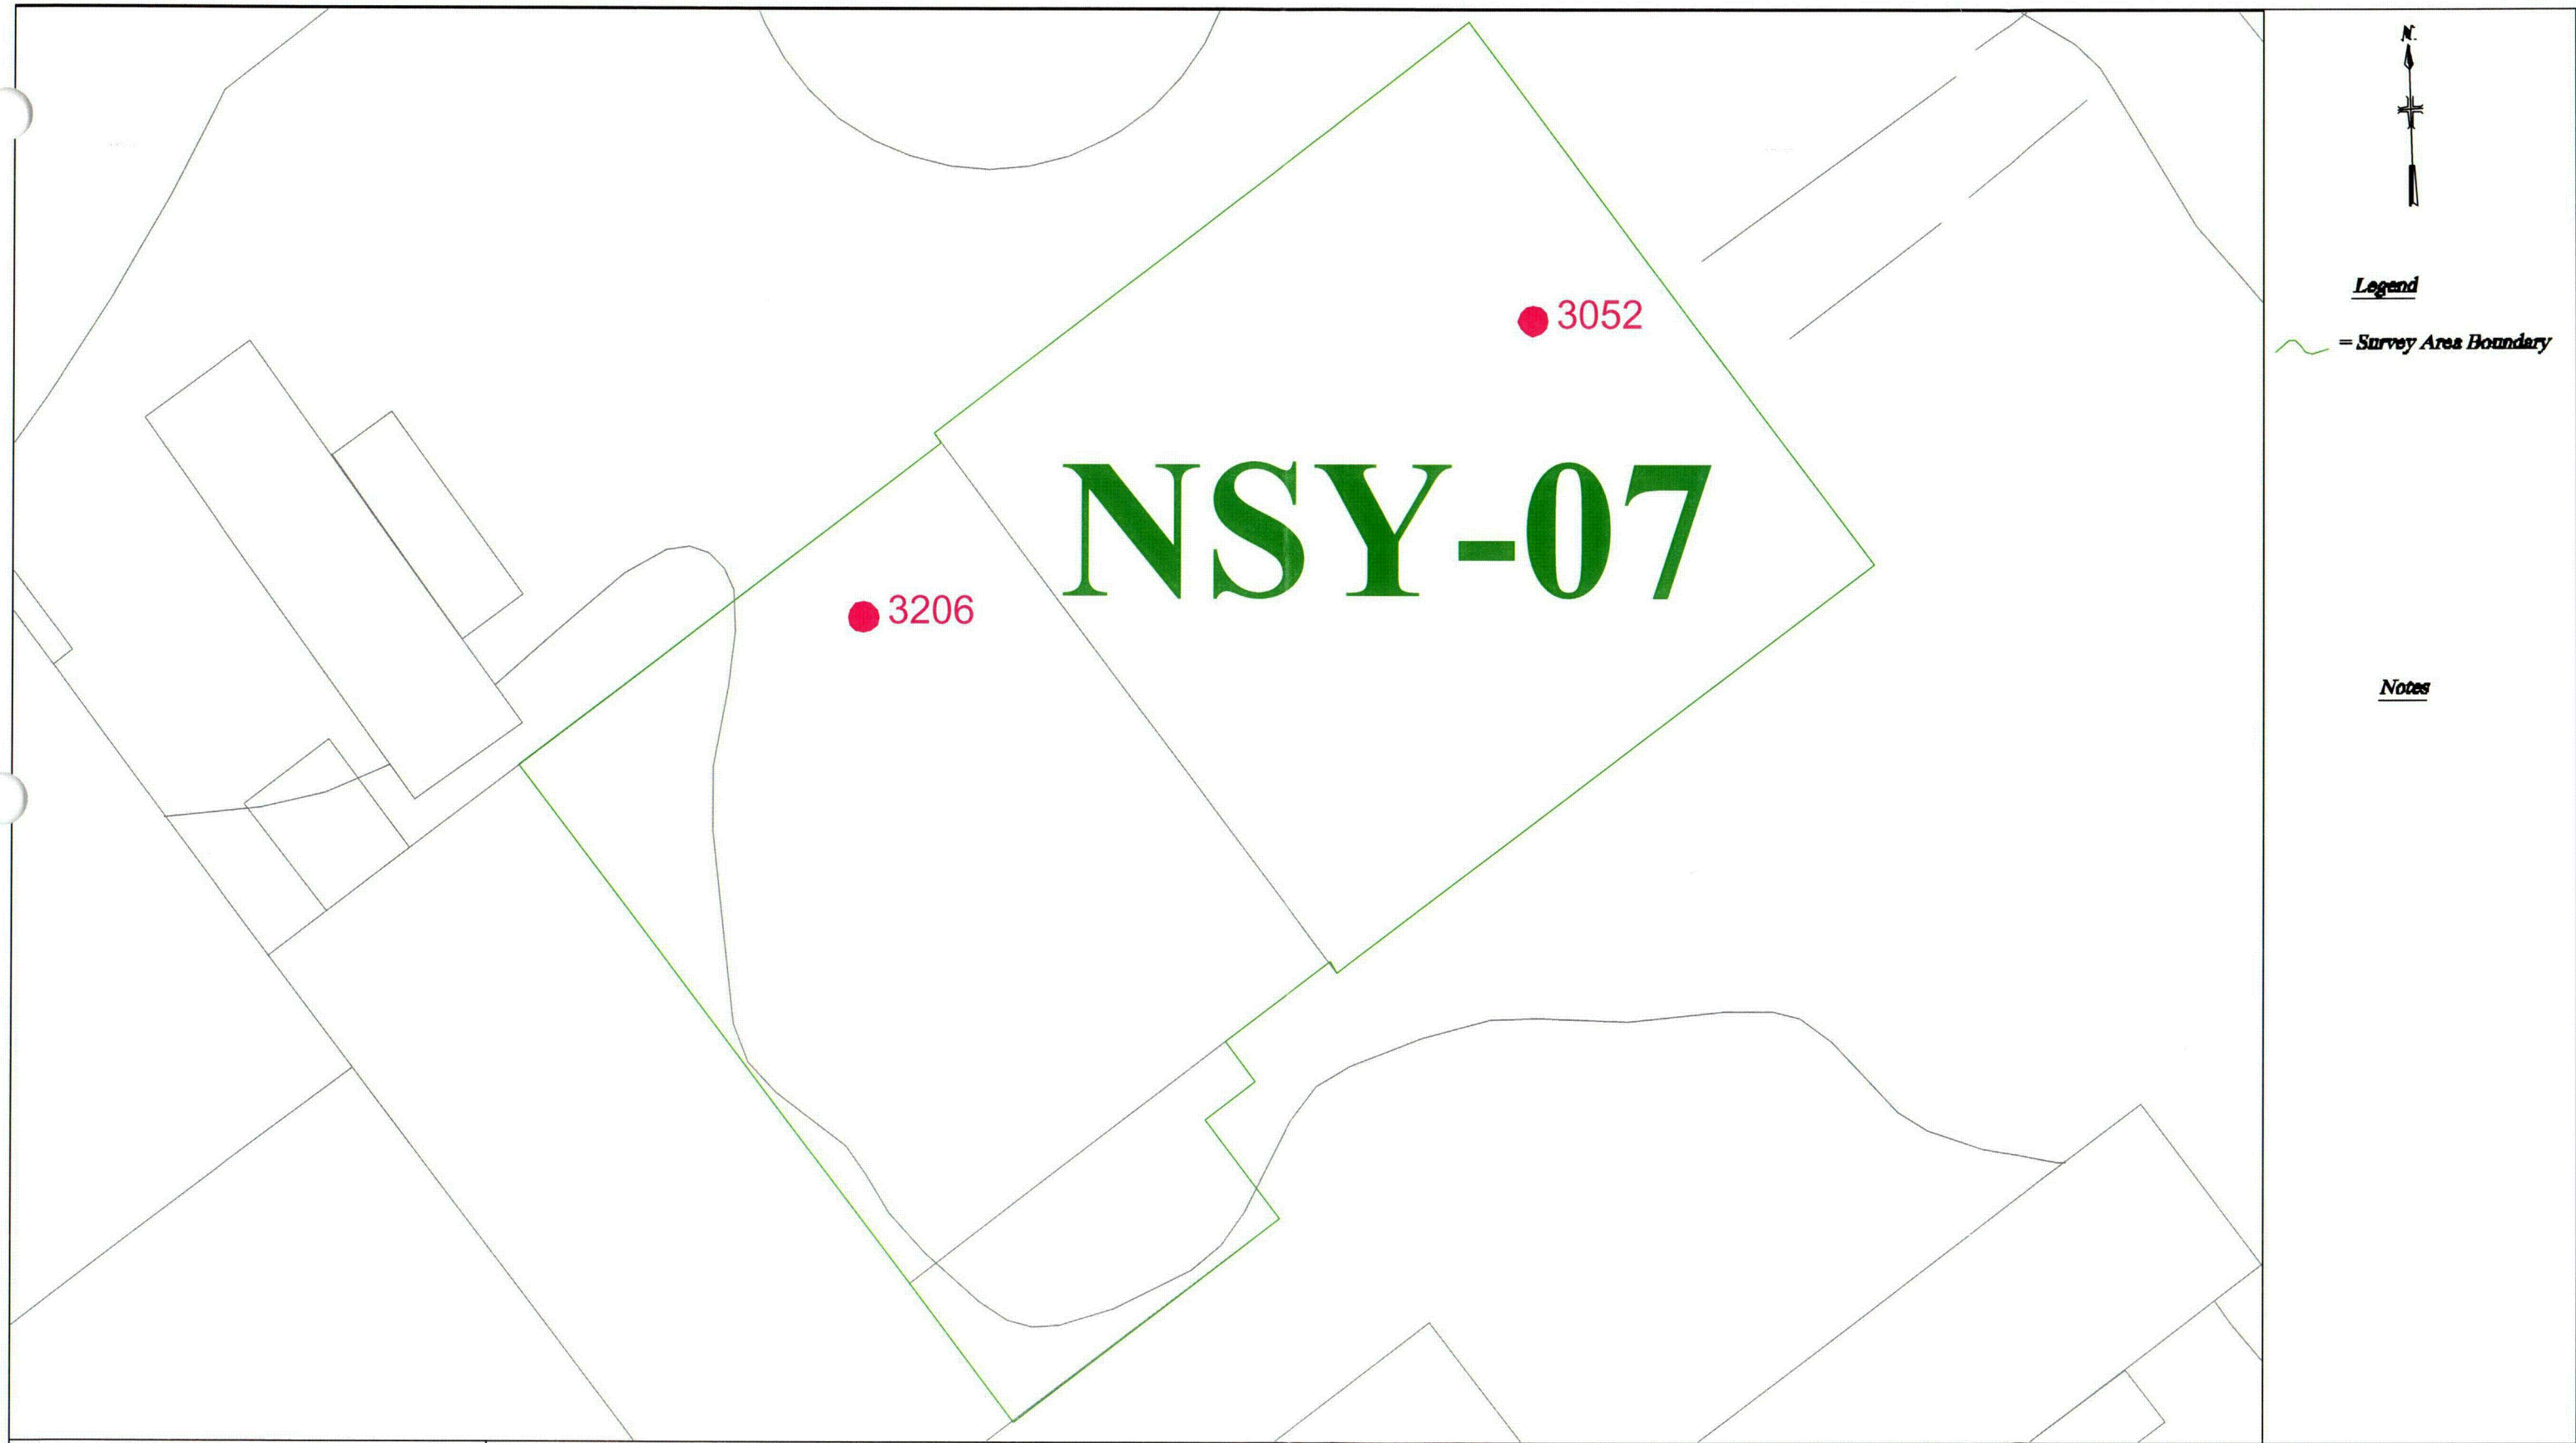 N.
3052
Legend
= Survey Area Boundary
NSY-07
3206
Notes